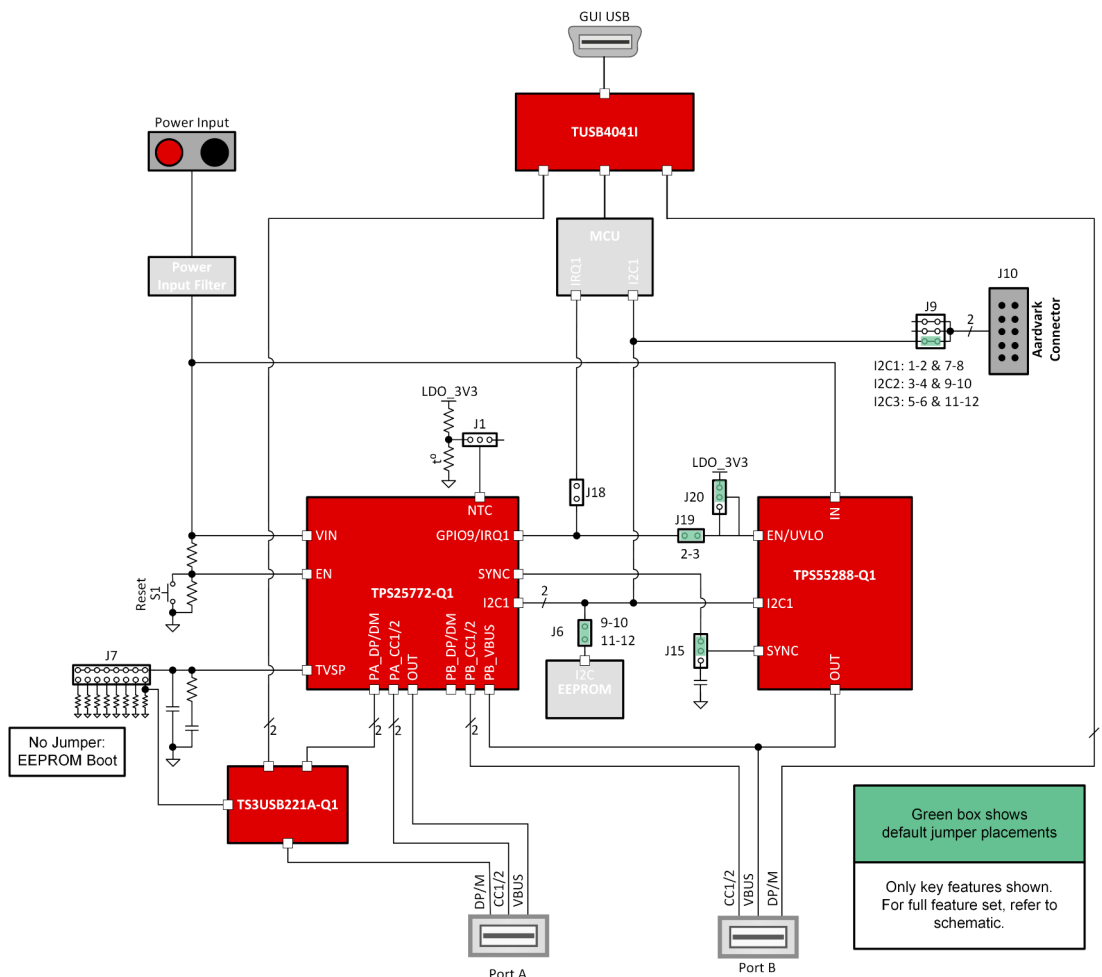 GUI USB
TUSB4041I
Power Input
Power
Input Filter
MCU
IRQ1
I2C1
J10
J9
2
Aardvark
Connector
I2C1: 1-2 & 7-8
I2C2: 3-4 & 9-10
I2C3: 5-6 & 11-12
LDO_3V3
J1
t°
LDO_3V3
J18
J20
J19
2-3
NTC
VIN
GPIO9/IRQ1
EN/UVLO
IN
EN
SYNC
TPS25772-Q1
TPS55288-Q1
Reset
S1
I2C1
2
I2C1
9-10
11-12
J6
J15
SYNC
J7
TVSP
PA_DP/DM
PA_CC1/2
OUT
PB_DP/DM
PB_CC1/2
PB_VBUS
I2C
EEPROM
OUT
2
2
2
2
No Jumper:
EEPROM Boot
TS3USB221A-Q1
Green box shows
default jumper placements
Only key features shown.
For full feature set, refer to
schematic.
DP/M
CC1/2
VBUS
CC1/2
VBUS
DP/M
Port A
Port B